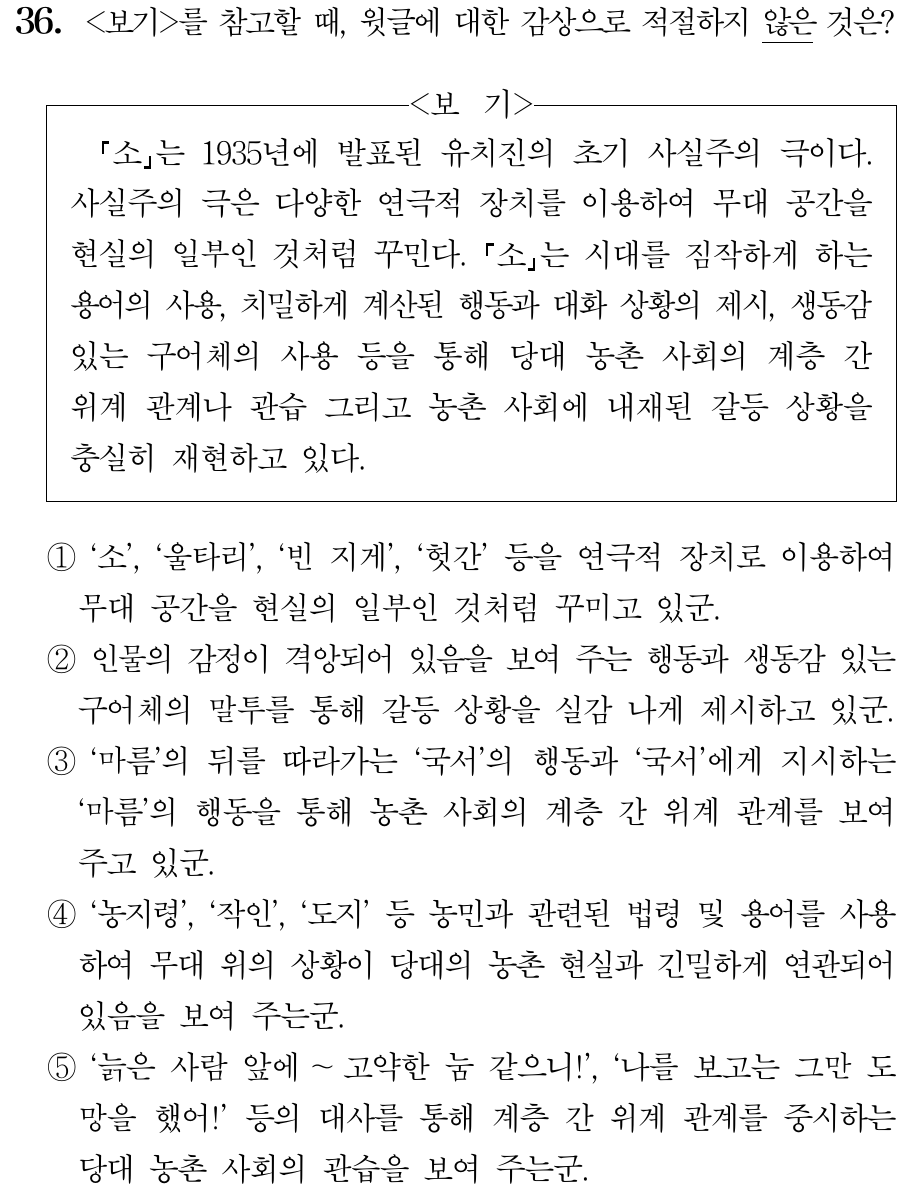 36. <보기>를 참고할 때, 윗글에 대한 감상으로 적절하지 않은 것은?
<보 기>
『소』는 1935년에 발표된 유치진의 초기 사실주의 극이다.
사실주의 극은 다양한 연극적 장치를 이용하여 무대 공간을
현실의 일부인 것처럼 꾸민다. 『소』는 시대를 짐작하게 하는
용어의 사용, 치밀하게 계산된 행동과 대화 상황의 제시, 생동감
있는 구어체의 사용 등을 통해 당대 농촌 사회의 계층 간
위계 관계나 관습 그리고 농촌 사회에 내재된 갈등 상황을
충실히 재현하고 있다.
① ‘소’, ‘울타리’, ‘빈 지게’, ‘헛간’ 등을 연극적 장치로 이용하여
무대 공간을 현실의 일부인 것처럼 꾸미고 있군.
② 인물의 감정이 격앙되어 있음을 보여 주는 행동과 생동감 있는
구어체의 말투를 통해 갈등 상황을 실감 나게 제시하고 있군.
③ ‘마름’의 뒤를 따라가는 ‘국서’의 행동과 ‘국서’에게 지시하는
‘마름’의 행동을 통해 농촌 사회의 계층 간 위계 관계를 보여
주고 있군.
④ ‘농지령’, ‘작인’, ‘도지’ 등 농민과 관련된 법령 및 용어를 사용
하여 무대 위의 상황이 당대의 농촌 현실과 긴밀하게 연관되어
있음을 보여 주는군.
⑤ ‘늙은 사람 앞에 ~ 고약한 눔 같으니!’, ‘나를 보고는 그만 도
망을 했어!’ 등의 대사를 통해 계층 간 위계 관계를 중시하는
당대 농촌 사회의 관습을 보여 주는군.